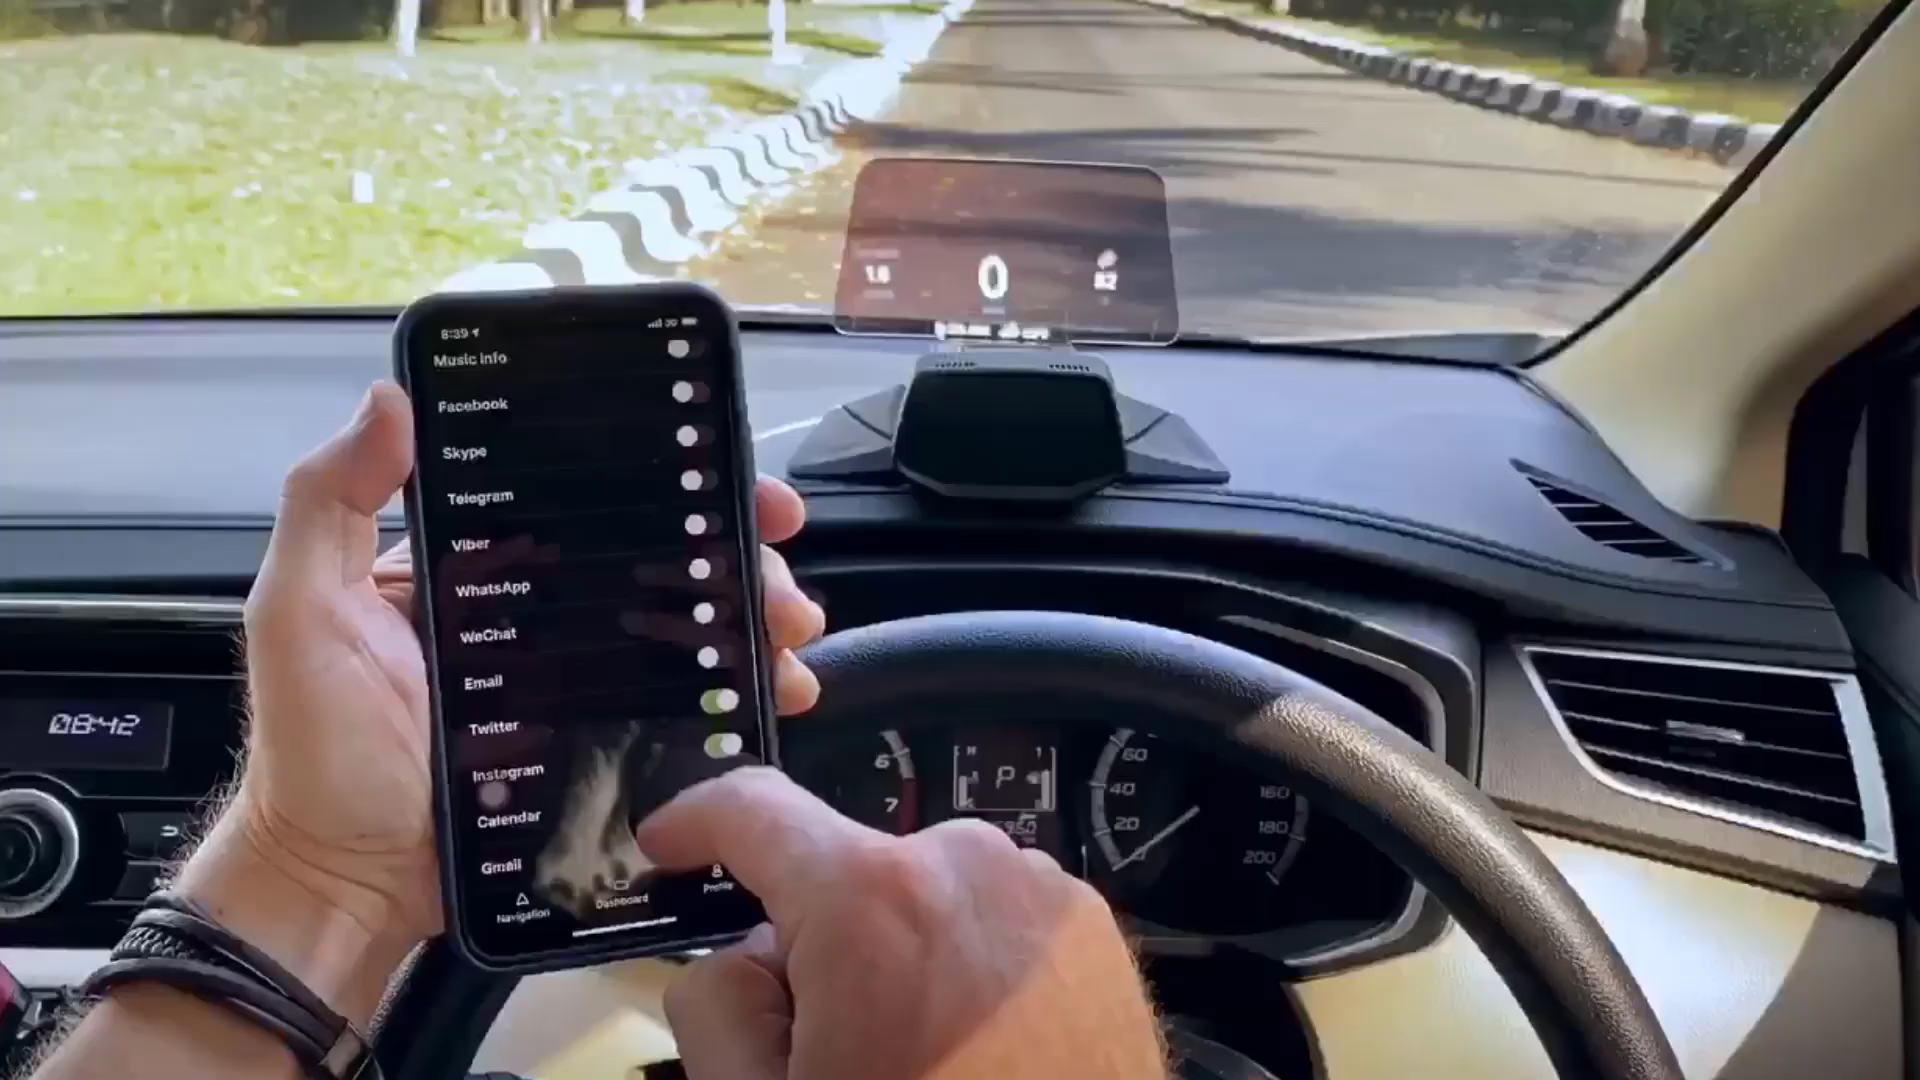 8:39
Music info
Facebook
Skype
Telegram
Viber
WhatsApp
WeChat
Email
Twitter
Instagram
Calendar
Gmail
Navigation
Dashboard
Profile
0
82
08:42
6
7
P
60
40
20
160
180
200